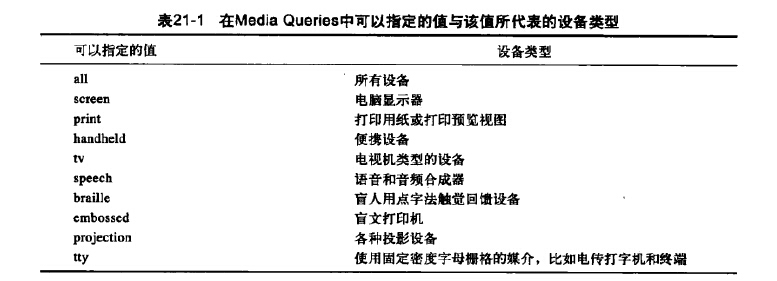 表21-1 在Media Queries中可以指定的值与该值所代表的设备类型
可以指定的值 设备类型
all 所有设备
screen 电脑显示器
print 打印用纸或打印预览视图
handheld 便携设备
tv 电视机类型的设备
speech 语音和音频合成器
braille 盲人用点字法触觉回馈设备
embossed 盲文打印机
projection 各种投影设备
tty 使用固定密度字母栅格的媒介，比如电传打字机和终端